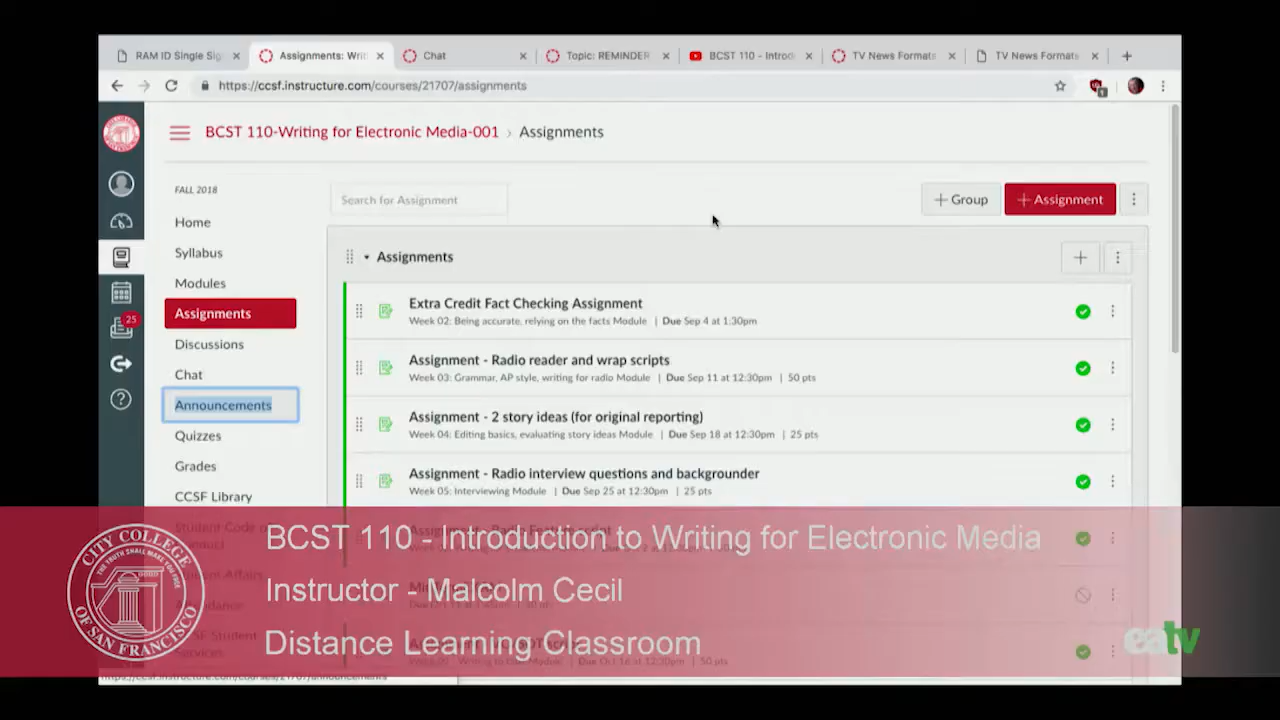 RAM ID Single Sig
Assignments: Writ
Chat
Topic: REMINDER
BCST 110 - Introd
TV News Formats
TV News Formats
https://ccsf.instructure.com/courses/21707/assignments
BCST 110-Writing for Electronic Media-001 › Assignments
FALL 2018
Home
Syllabus
Modules
Assignments
Discussions
Chat
Announcements
Quizzes
Grades
CCSF Library
25
Search for Assignment
+ Group
+ Assignment
Assignments
Extra Credit Fact Checking Assignment
Week 02: Being accurate, relying on the facts Module | Due Sep 4 at 1:30pm
Assignment - Radio reader and wrap scripts
Week 03: Grammar, AP style, writing for radio Module | Due Sep 11 at 12:30pm | 50 pts
Assignment - 2 story ideas (for original reporting)
Week 04: Editing basics, evaluating story ideas Module | Due Sep 18 at 12:30pm | 25 pts
Assignment - Radio interview questions and backgrounder
Week 05: Interviewing Module | Due Sep 25 at 12:30pm | 25 pts
CITY COLLEGE
OF SAN FRANCISCO
BCST 110 - Introduction to Writing for Electronic Media
Instructor - Malcolm Cecil
Distance Learning Classroom
eatv
50 pts